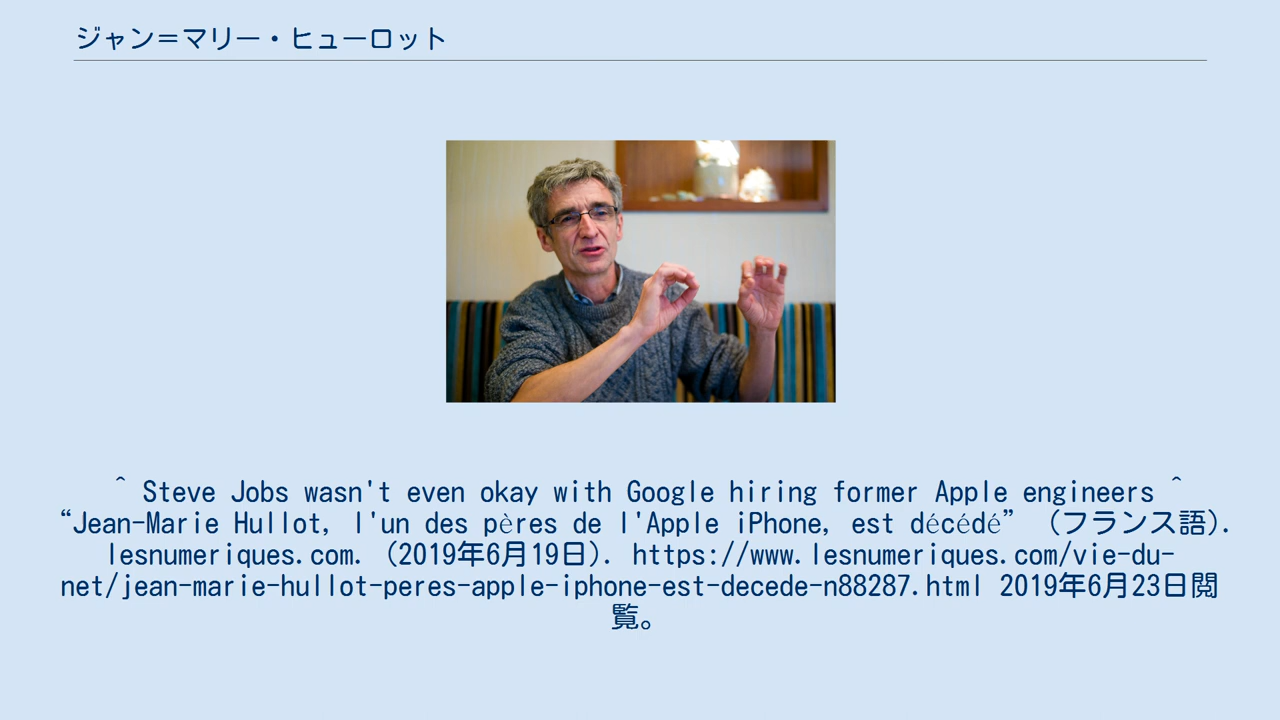 ジャン＝マリー・ヒューロット
^ Steve Jobs wasn't even okay with Google hiring former Apple engineers ^
“Jean-Marie Hullot, l'un des pères de l'Apple iPhone, est décédé” （フランス語）.
lesnumeriques.com. （2019年6月19日）. https://www.lesnumeriques.com/vie-du-
net/jean-marie-hullot-peres-apple-iphone-est-decede-n88287.html 2019年6月23日閲
覧。